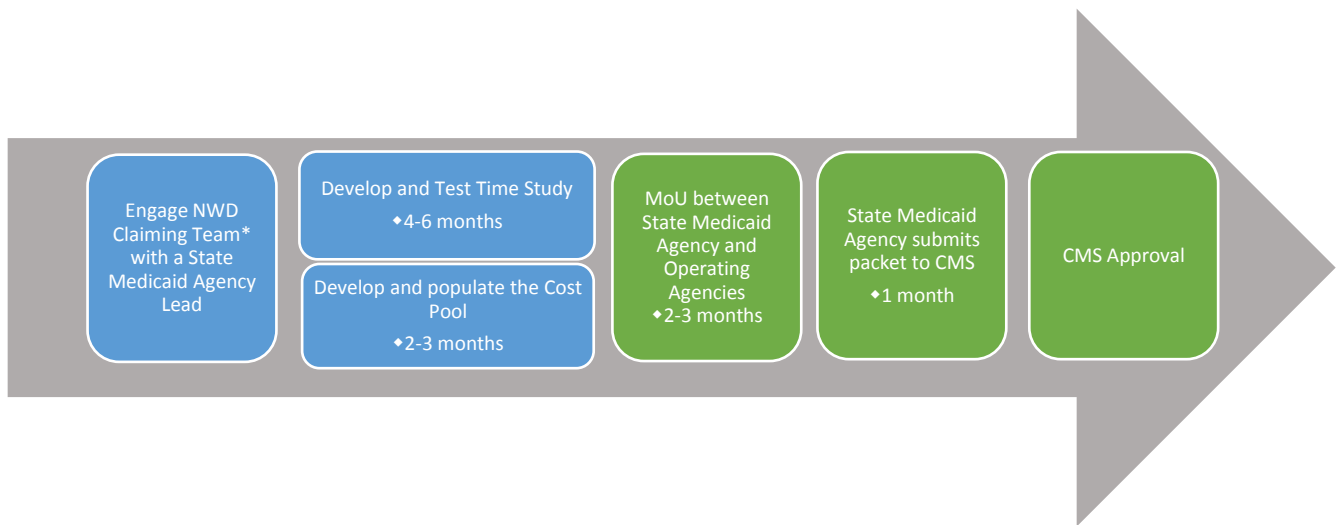 Engage NWD
Claiming Team*
with a State
Medicaid Agency
Lead
Develop and Test Time Study
◆4-6 months
Develop and populate the Cost
Pool
◆2-3 months
MoU between
State Medicaid
Agency and
Operating
Agencies
◆2-3 months
State Medicaid
Agency submits
packet to CMS
◆1 month
CMS Approval